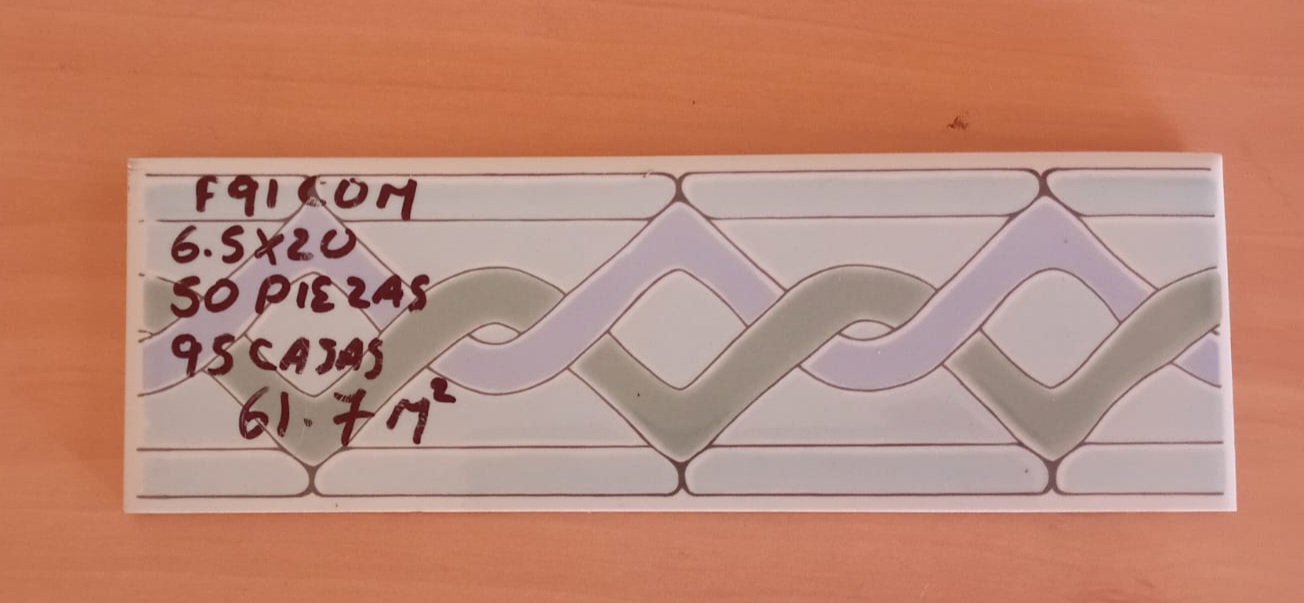 F91COM
6.5X20
50 PIEZAS
95 CAJAS
61.7 M²